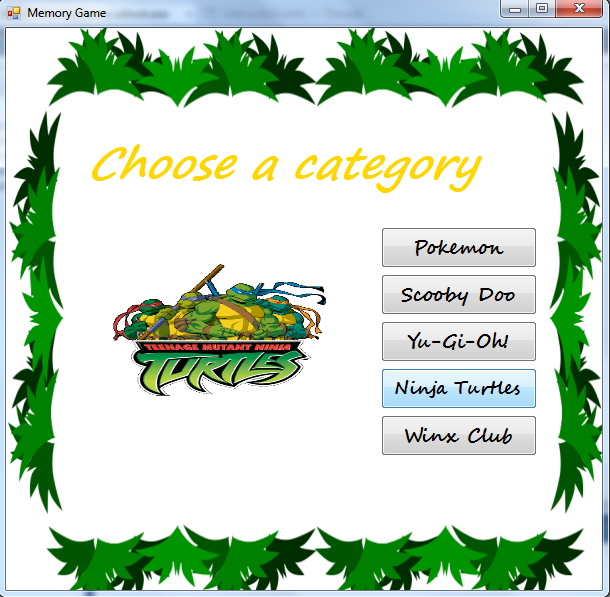 Memory Game
Choose a category
Pokemon
Scooby Doo
Yu-Gi-Oh!
Ninja Turtles
Winx Club
TEENAGE MUTANT NINJA
TURTLES